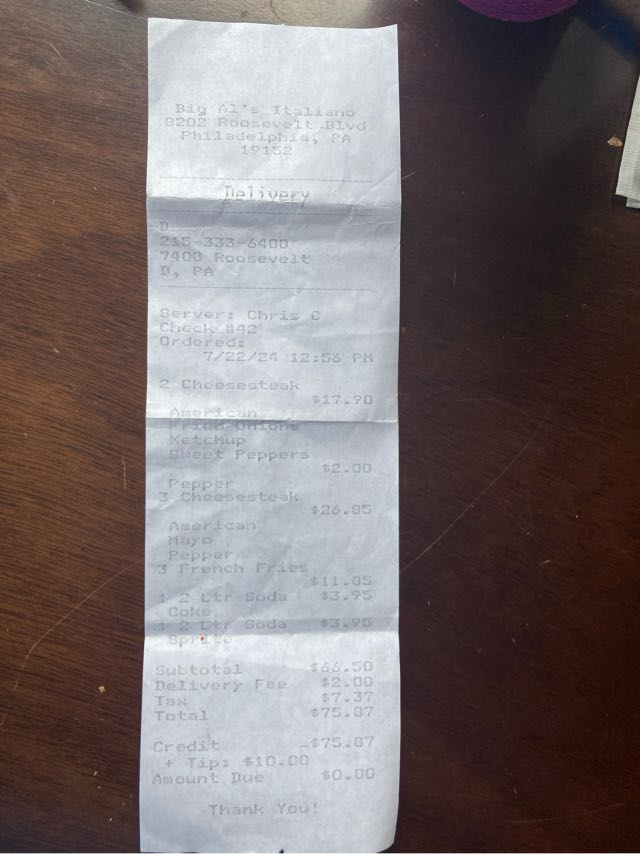 Big Al's Italiano
8202 Roosevelt Blvd
Philadelphia, PA
19152
Delivery
D
215-333-6400
7400 Roosevelt
D, PA
Server: Chris C
Check #42
Ordered:
7/22/24 12:56 PM
2 Cheesesteak
$17.90
American
Fried Onions
Ketchup
Sweet Peppers
$2.00
Pepper
3 Cheesesteak
$26.85
American
Mayo
Pepper
3 French Fries
$11.85
1 2 Ltr Soda $3.95
Coke
1 2 Ltr Soda $3.95
Sprite
Subtotal $66.50
Delivery Fee $2.00
Tax $7.37
Total $75.87
Credit -$75.87
+ Tip: $10.00
Amount Due $0.00
Thank You!